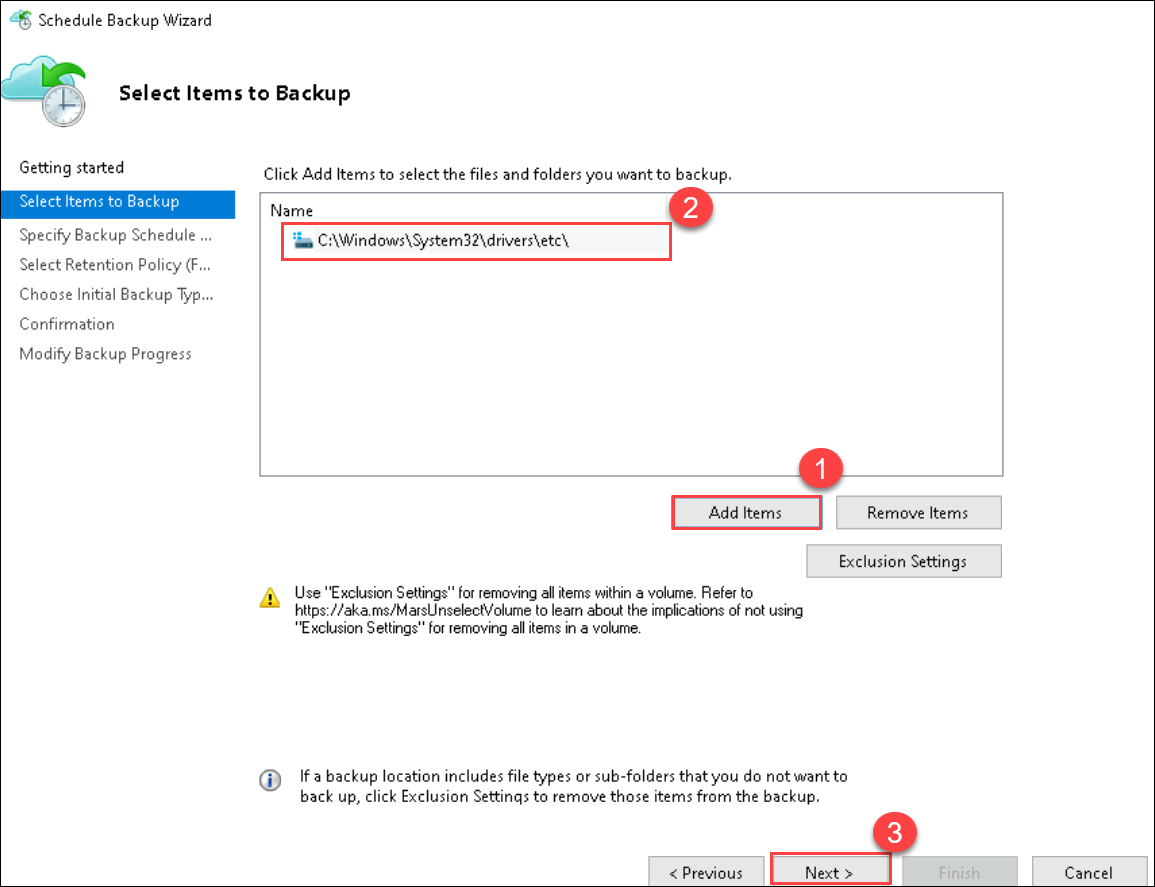 Schedule Backup Wizard
Select Items to Backup
Getting started
Select Items to Backup
Specify Backup Schedule ...
Select Retention Policy (F...
Choose Initial Backup Typ...
Confirmation
Modify Backup Progress
Click Add Items to select the files and folders you want to backup.
Name
2
C:\Windows\System32\drivers\etc\
1
Add Items
Remove Items
Exclusion Settings
Use "Exclusion Settings" for removing all items within a volume. Refer to
https://aka.ms/MarsUnselectVolume to learn about the implications of not using
"Exclusion Settings" for removing all items in a volume.
If a backup location includes file types or sub-folders that you do not want to
back up, click Exclusion Settings to remove those items from the backup.
3
< Previous
Next >
Finish
Cancel